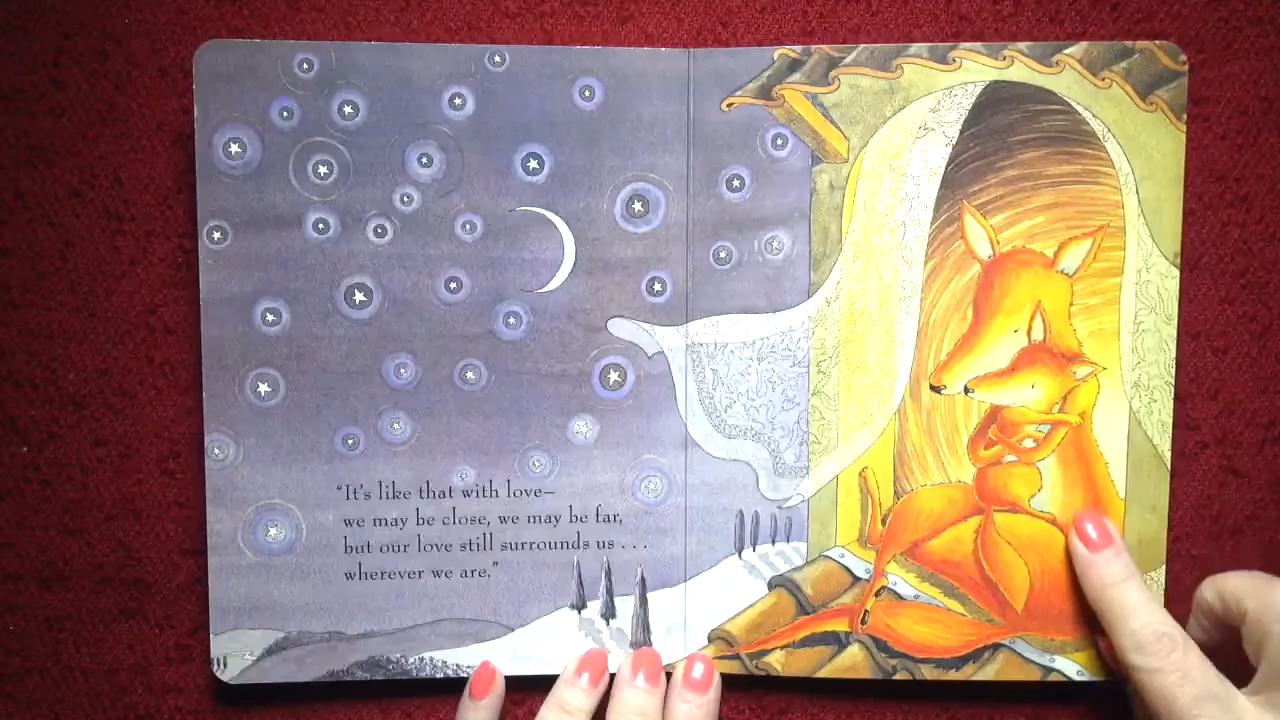 “It's like that with love—
we may be close, we may be far,
but our love still surrounds us . . .
wherever we are.”